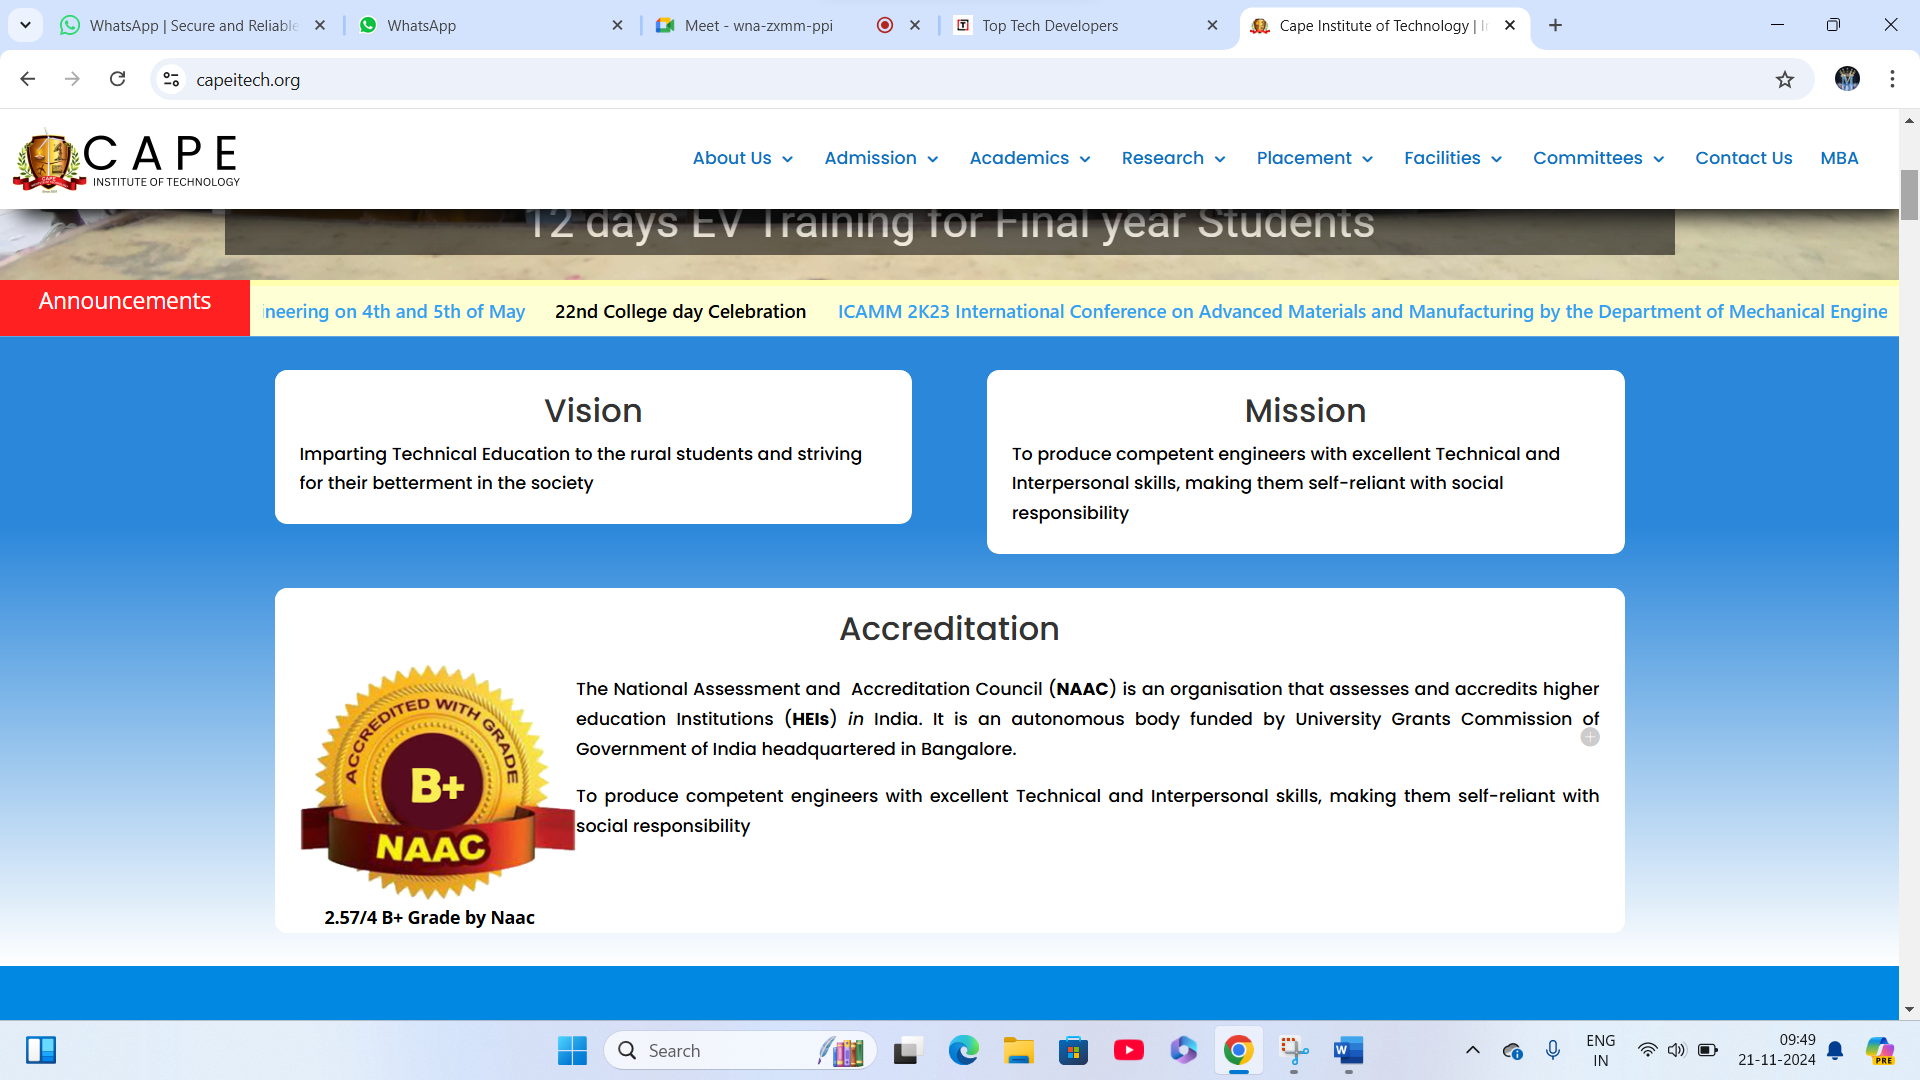 WhatsApp | Secure and Reliable
WhatsApp
Meet - wna-zxmm-ppi
Top Tech Developers
Cape Institute of Technology |
capeitech.org
CAPE
INSTITUTE OF TECHNOLOGY
About Us
Admission
Academics
Research
Placement
Facilities
Committees
Contact Us
MBA
12 days EV Training for Final year Students
Announcements
ineering on 4th and 5th of May
22nd College day Celebration
ICAMM 2K23 International Conference on Advanced Materials and Manufacturing by the Department of Mechanical Engine
Vision
Imparting Technical Education to the rural students and striving
for their betterment in the society
Mission
To produce competent engineers with excellent Technical and
Interpersonal skills, making them self-reliant with social
responsibility
Accreditation
ACCREDITED WITH GRADE
B+
NAAC
2.57/4 B+ Grade by Naac
The National Assessment and Accreditation Council (NAAC) is an organisation that assesses and accredits higher
education Institutions (HEIs) in India. It is an autonomous body funded by University Grants Commission of
Government of India headquartered in Bangalore.
To produce competent engineers with excellent Technical and Interpersonal skills, making them self-reliant with
social responsibility
Search
ENG
IN
09:49
21-11-2024
PRE